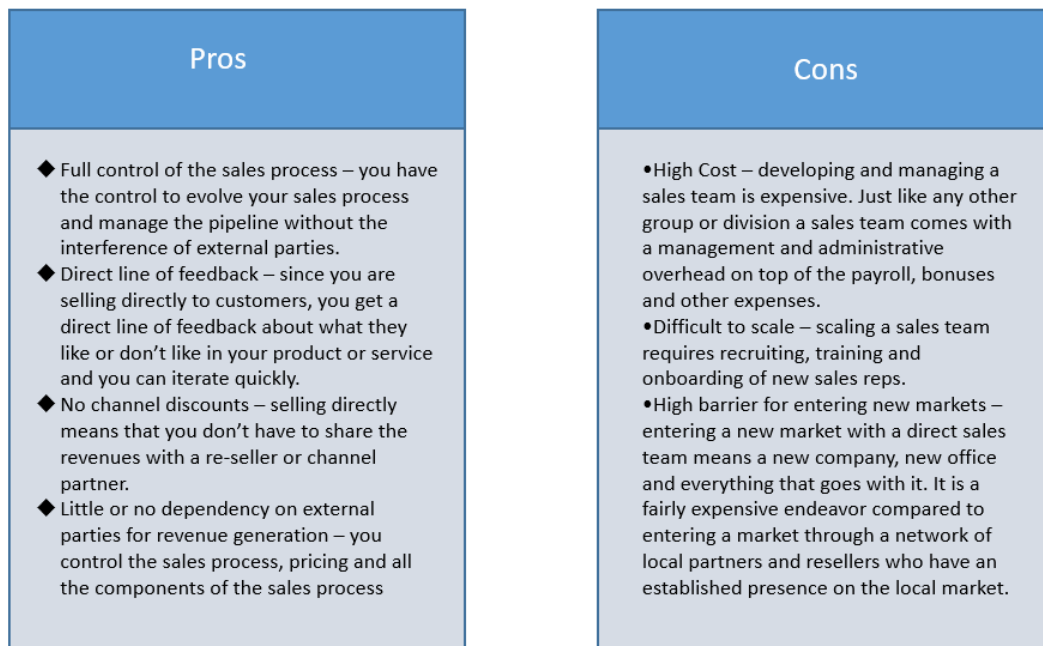 Pros
◆ Full control of the sales process – you have
the control to evolve your sales process
and manage the pipeline without the
interference of external parties.
◆ Direct line of feedback – since you are
selling directly to customers, you get a
direct line of feedback about what they
like or don’t like in your product or service
and you can iterate quickly.
◆ No channel discounts – selling directly
means that you don’t have to share the
revenues with a re-seller or channel
partner.
◆ Little or no dependency on external
parties for revenue generation – you
control the sales process, pricing and all
the components of the sales process
Cons
•High Cost – developing and managing a
sales team is expensive. Just like any other
group or division a sales team comes with
a management and administrative
overhead on top of the payroll, bonuses
and other expenses.
•Difficult to scale – scaling a sales team
requires recruiting, training and
onboarding of new sales reps.
•High barrier for entering new markets –
entering a new market with a direct sales
team means a new company, new office
and everything that goes with it. It is a
fairly expensive endeavor compared to
entering a market through a network of
local partners and resellers who have an
established presence on the local market.